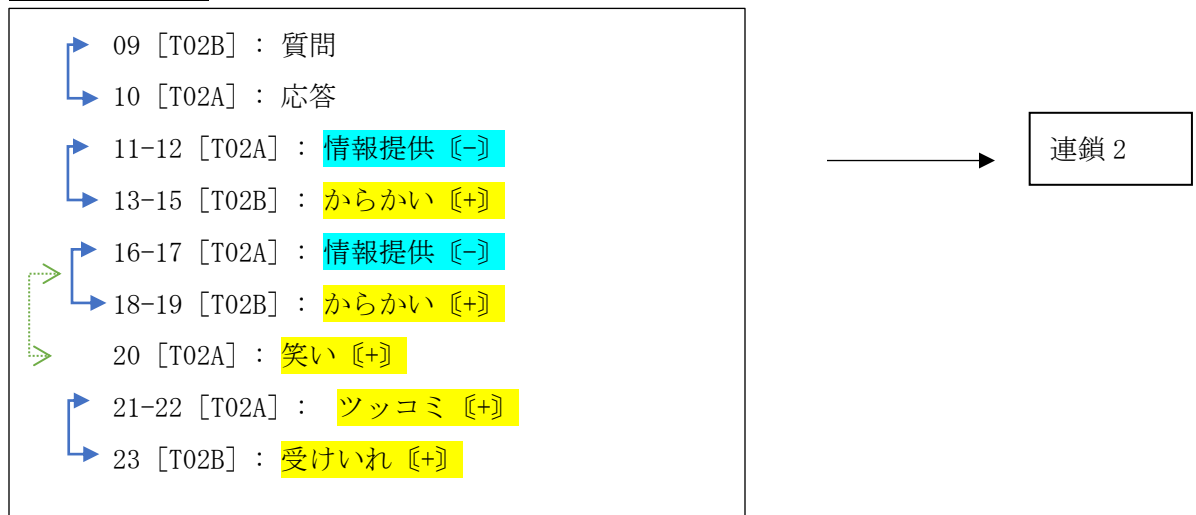 09［T02B］：質問
10［T02A］：応答
11-12［T02A］：情報提供〔-〕
13-15［T02B］：からかい〔+〕
16-17［T02A］：情報提供〔-〕
18-19［T02B］：からかい〔+〕
20［T02A］：笑い〔+〕
21-22［T02A］： ツッコミ〔+〕
23［T02B］：受けいれ〔+〕
連鎖2